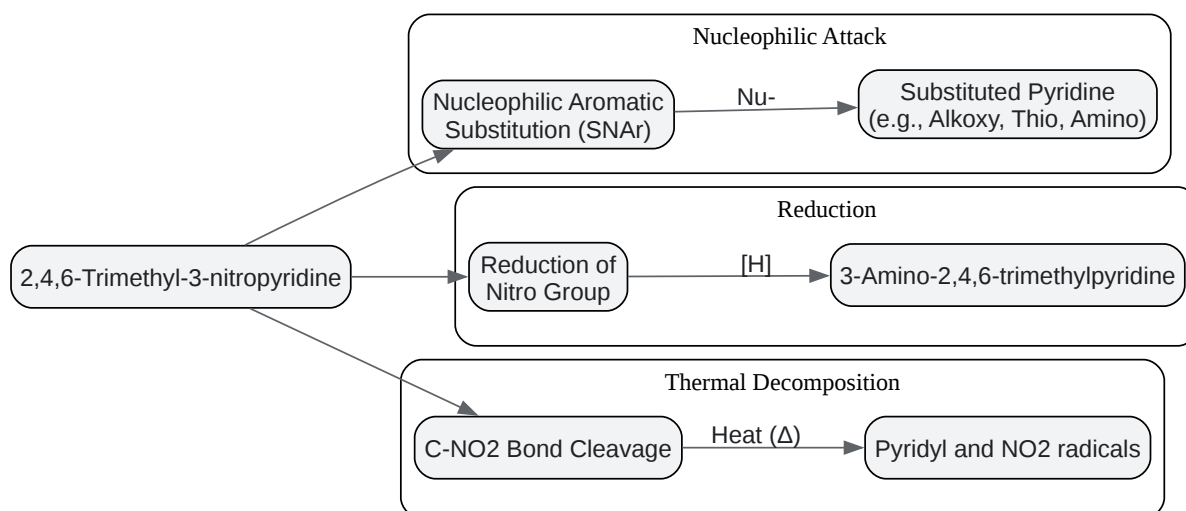 Nucleophilic Attack
Nucleophilic Aromatic
Substitution (SNAr)
Nu-
Substituted Pyridine
(e.g., Alkoxy, Thio, Amino)
Reduction
2,4,6-Trimethyl-3-nitropyridine
Reduction of
Nitro Group
[H]
3-Amino-2,4,6-trimethylpyridine
Thermal Decomposition
C-NO2 Bond Cleavage
Heat (Δ)
Pyridyl and NO2 radicals